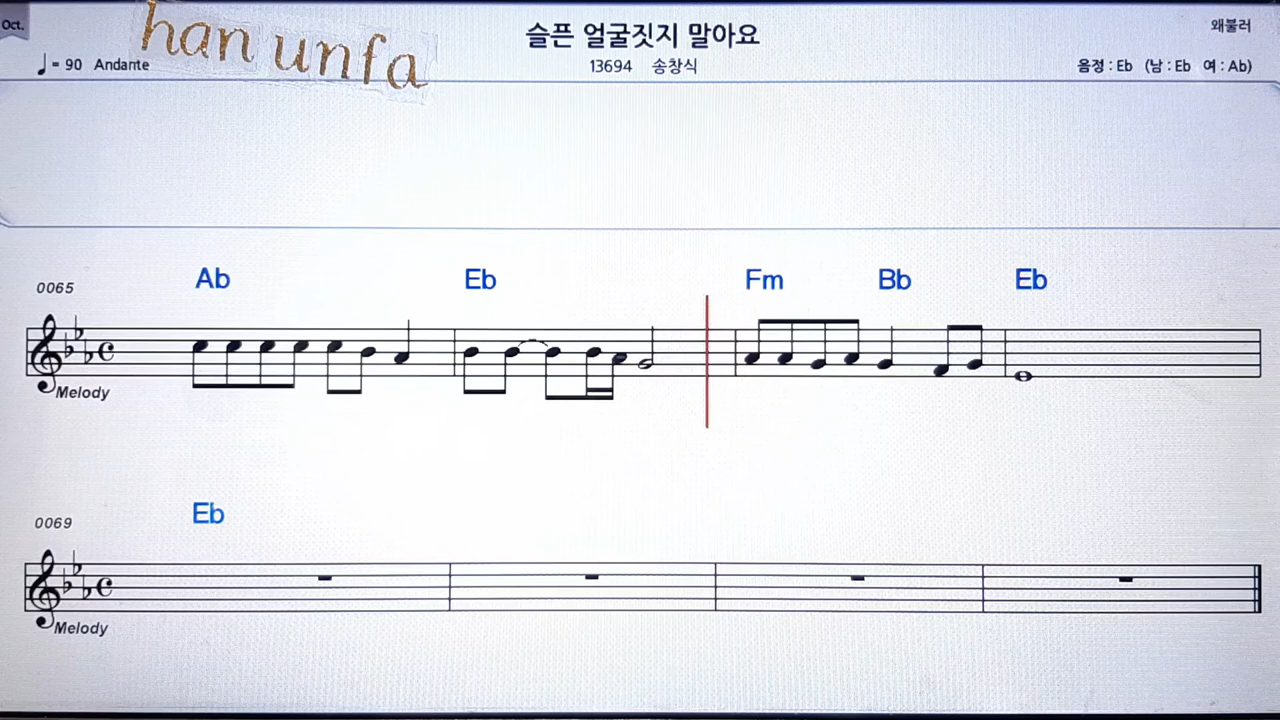 Oct.
han unfa
슬픈 얼굴짓지 말아요
왜불러
♩ = 90 Andante
13694 송창식
음정 : Eb (남 : Eb 여 : Ab)
Ab Eb Fm Bb Eb
0065
Melody
Eb
0069
Melody